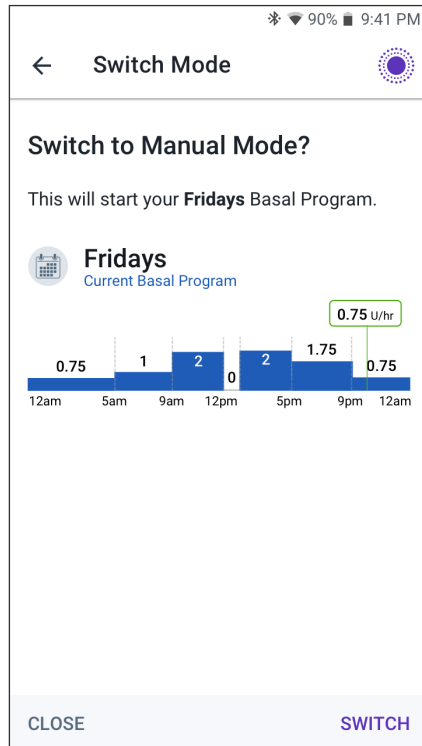 90% 9:41 PM
Switch Mode
Switch to Manual Mode?
This will start your Fridays Basal Program.
Fridays
Current Basal Program
0.75 U/hr
0.75 1 2 0 2 1.75 0.75
12am 5am 9am 12pm 5pm 9pm 12am
CLOSE SWITCH